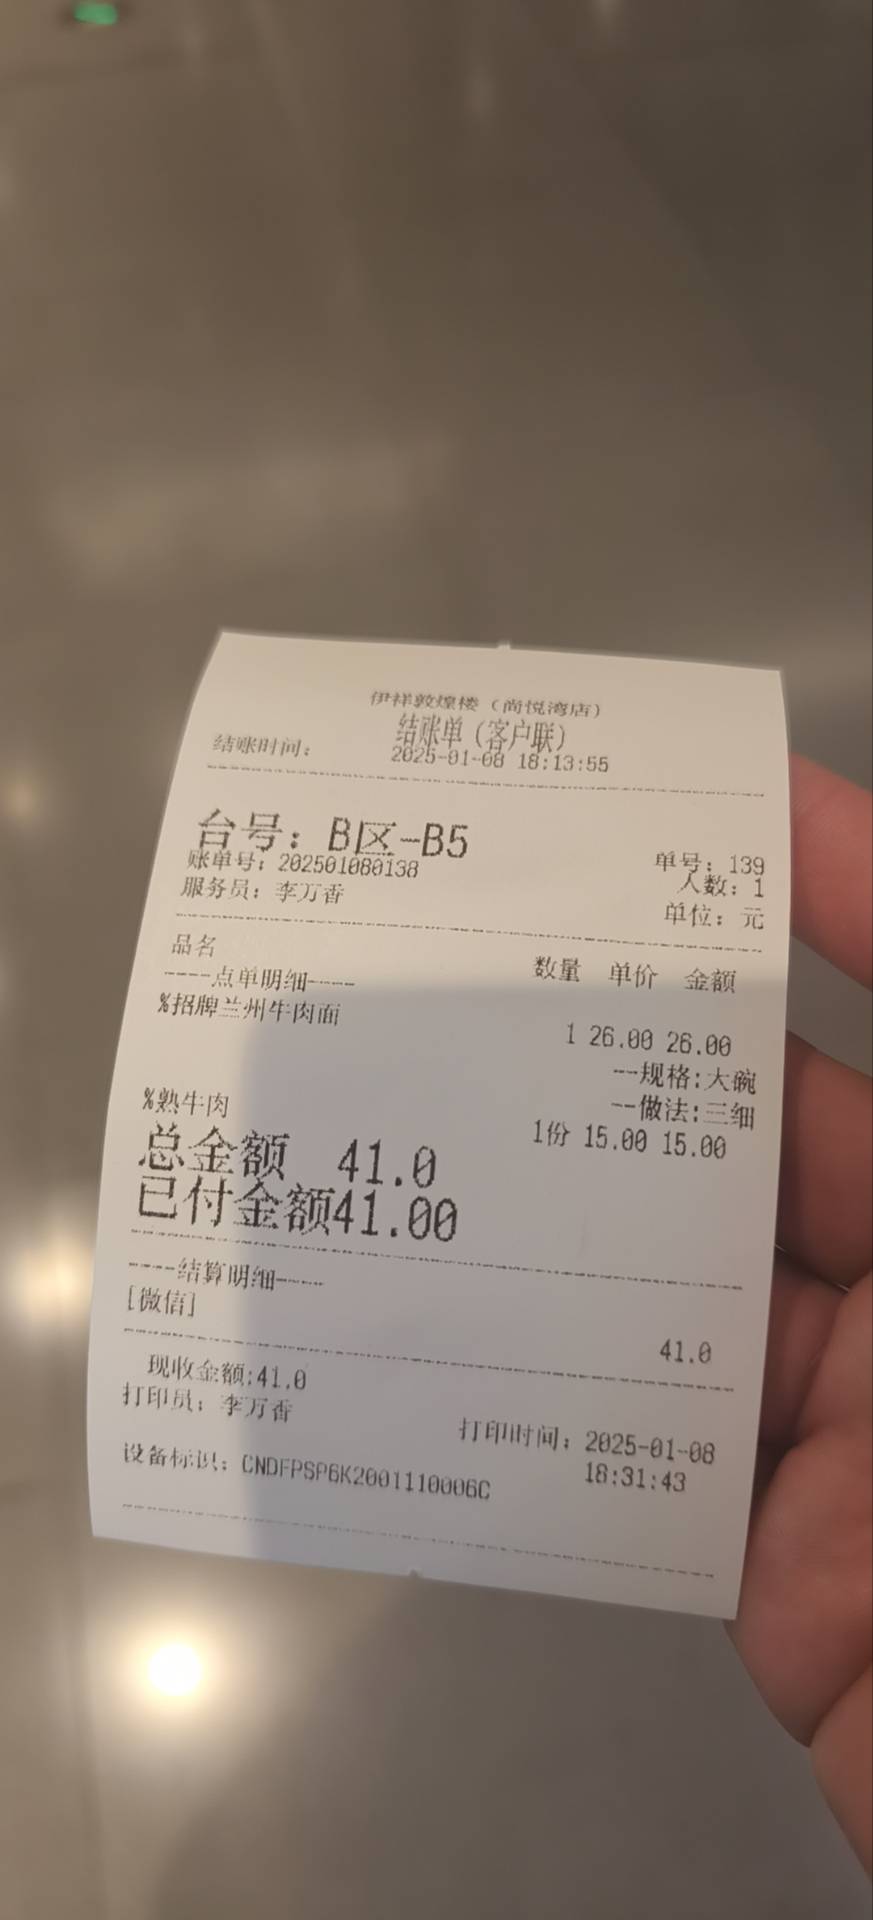 伊祥敦煌楼（尚悦湾店）
结账单（客户联）
结账时间： 2025-01-08 18:13:55
台号：B区-B5
账单号：202501080138 单号：139
服务员：李万香 人数：1
单位：元
品名 数量 单价 金额
----点单明细----
%招牌兰州牛肉面 1 26.00 26.00
--规格:大碗
--做法:三细
%熟牛肉 1份 15.00 15.00
总金额 41.0
已付金额41.00
----结算明细----
[微信] 41.0
现收金额:41.0
打印员：李万香 打印时间：2025-01-08
18:31:43
设备标识：CNDFPSP6K2001110006C